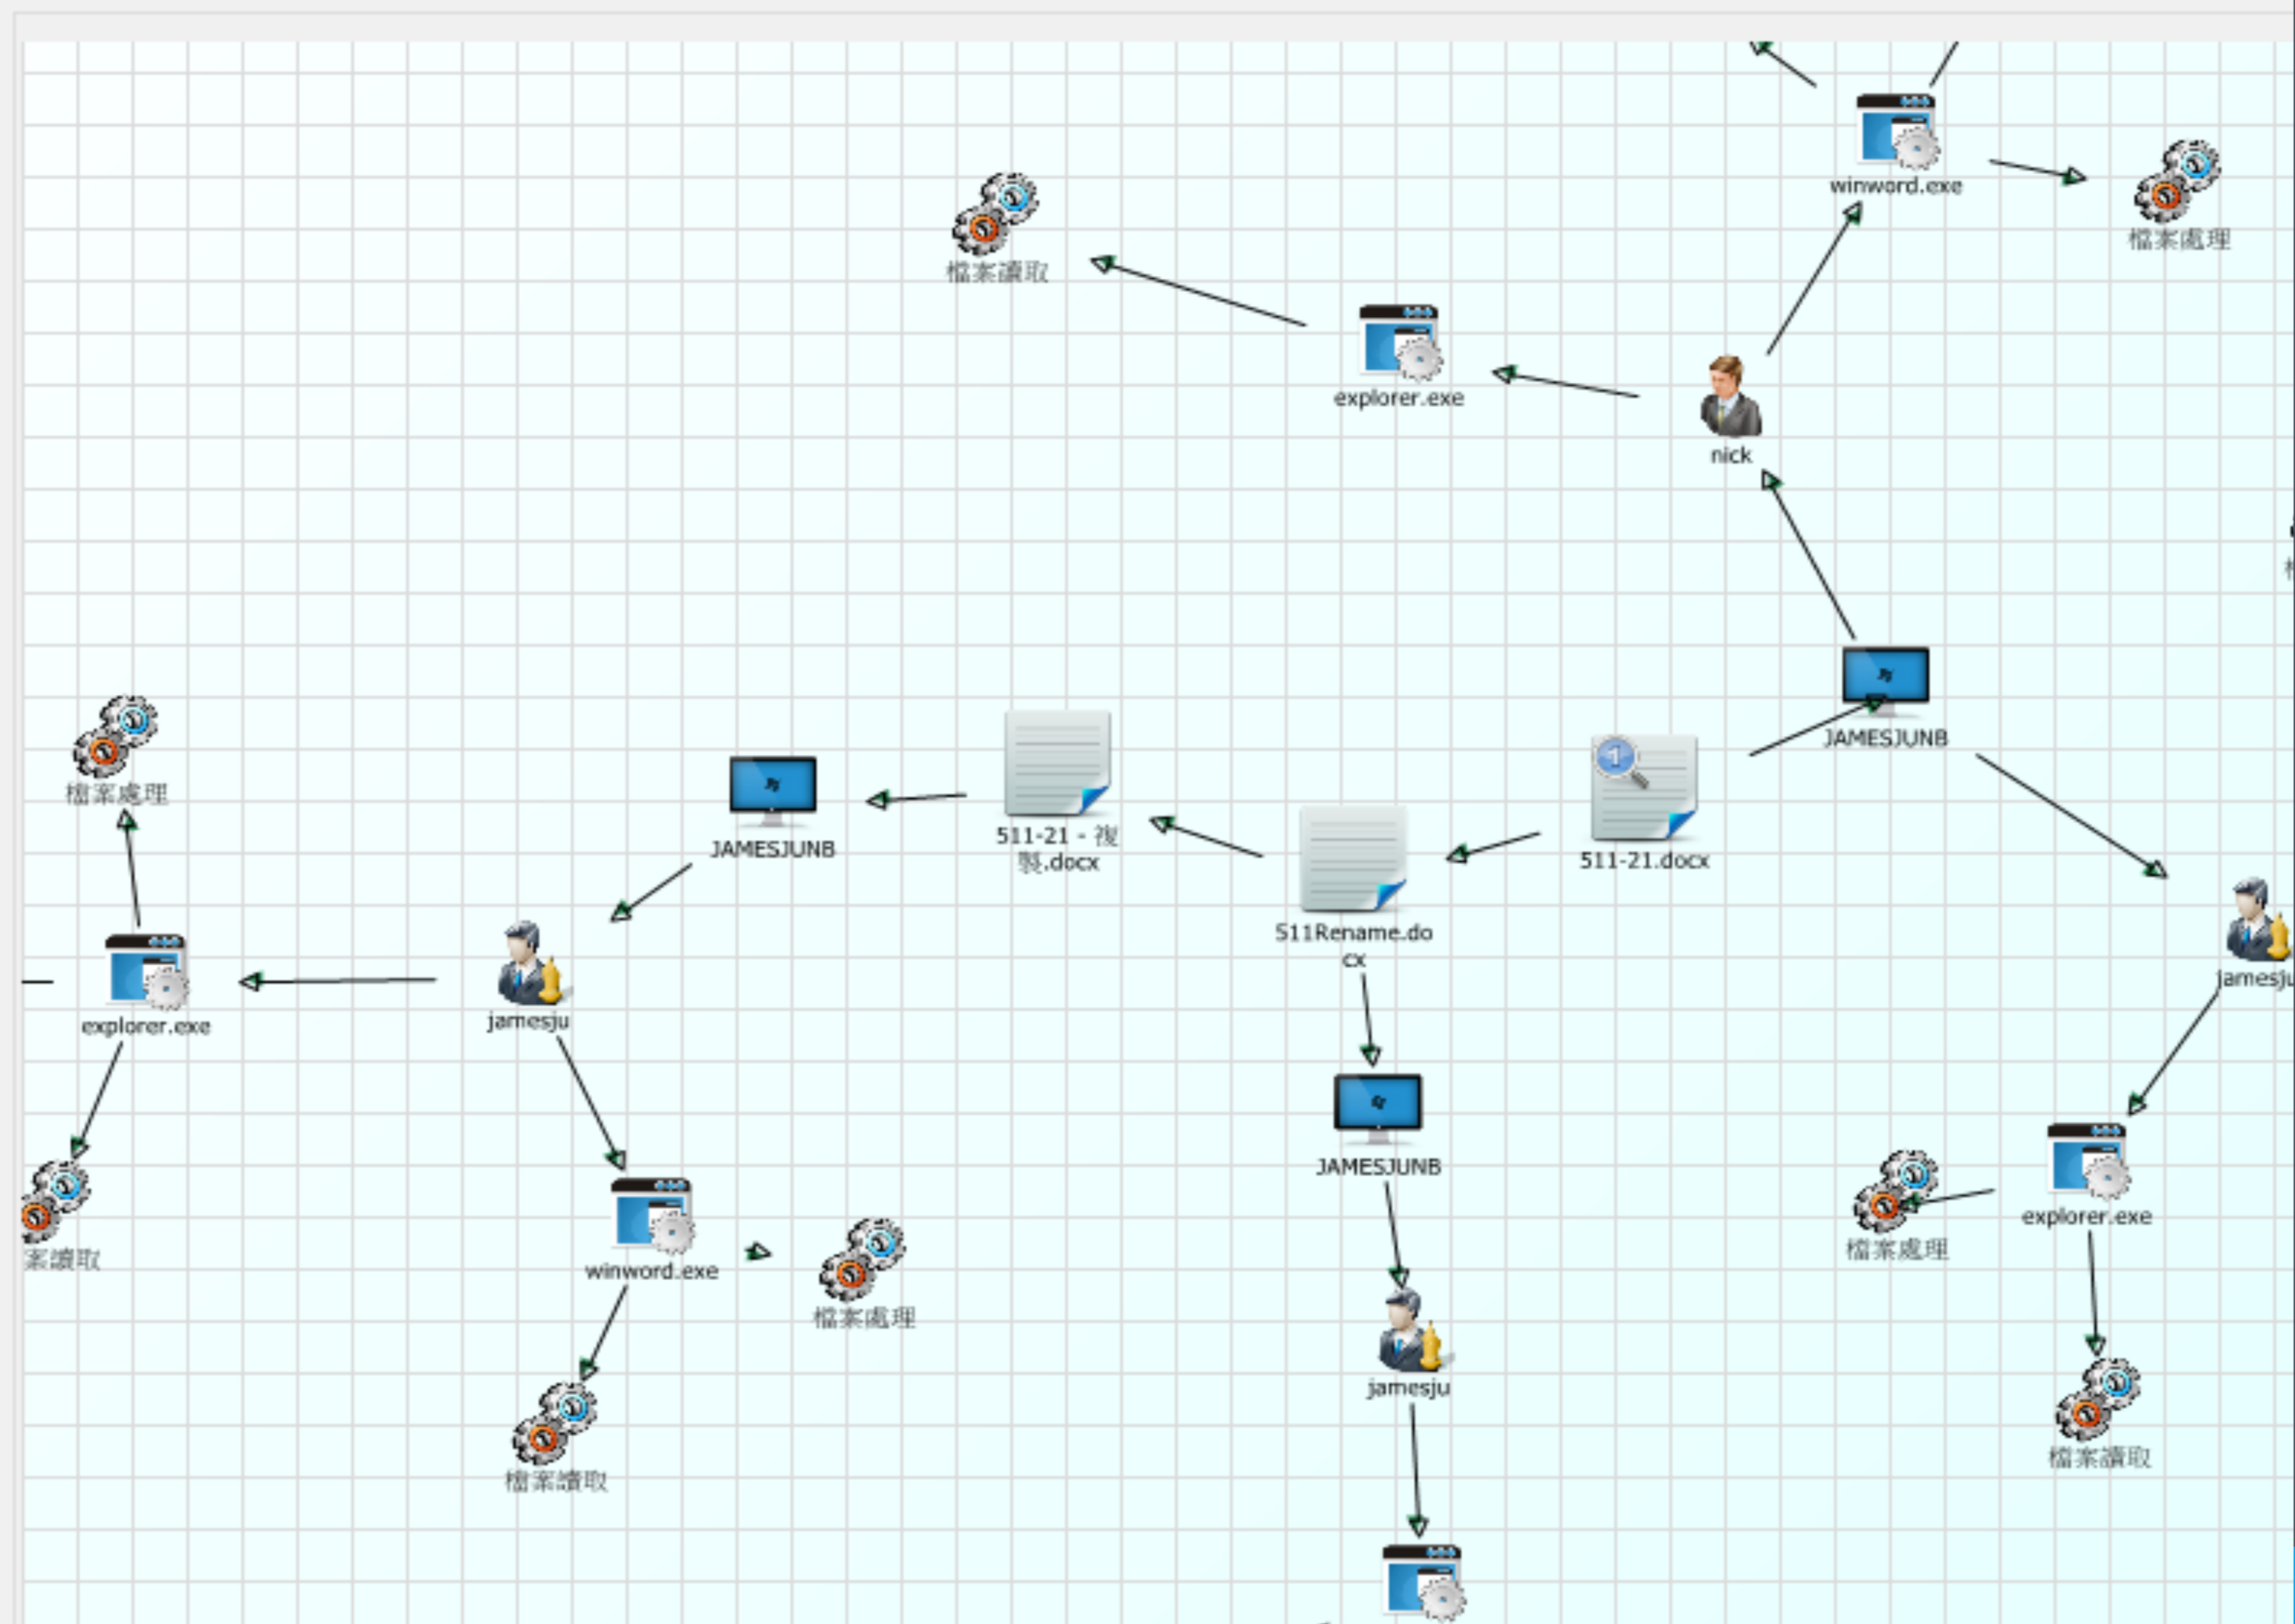 winword.exe
檔案處理
檔案讀取
explorer.exe
nick
JAMESJUNB
檔案處理
JAMESJUNB
511-21 - 複
製.docx
511-21.docx
511Rename.do
cx
jamesju
explorer.exe
jamesju
JAMESJUNB
explorer.exe
檔案處理
案讀取
winword.exe
檔案處理
jamesju
檔案讀取
檔案讀取